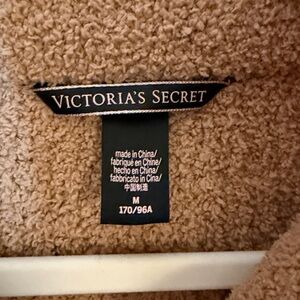 VICTORIA'S SECRET
made in China/
fabriqué en Chine/
hecho en China/
fabbricato in Cina/
中国制造
M
170/96A